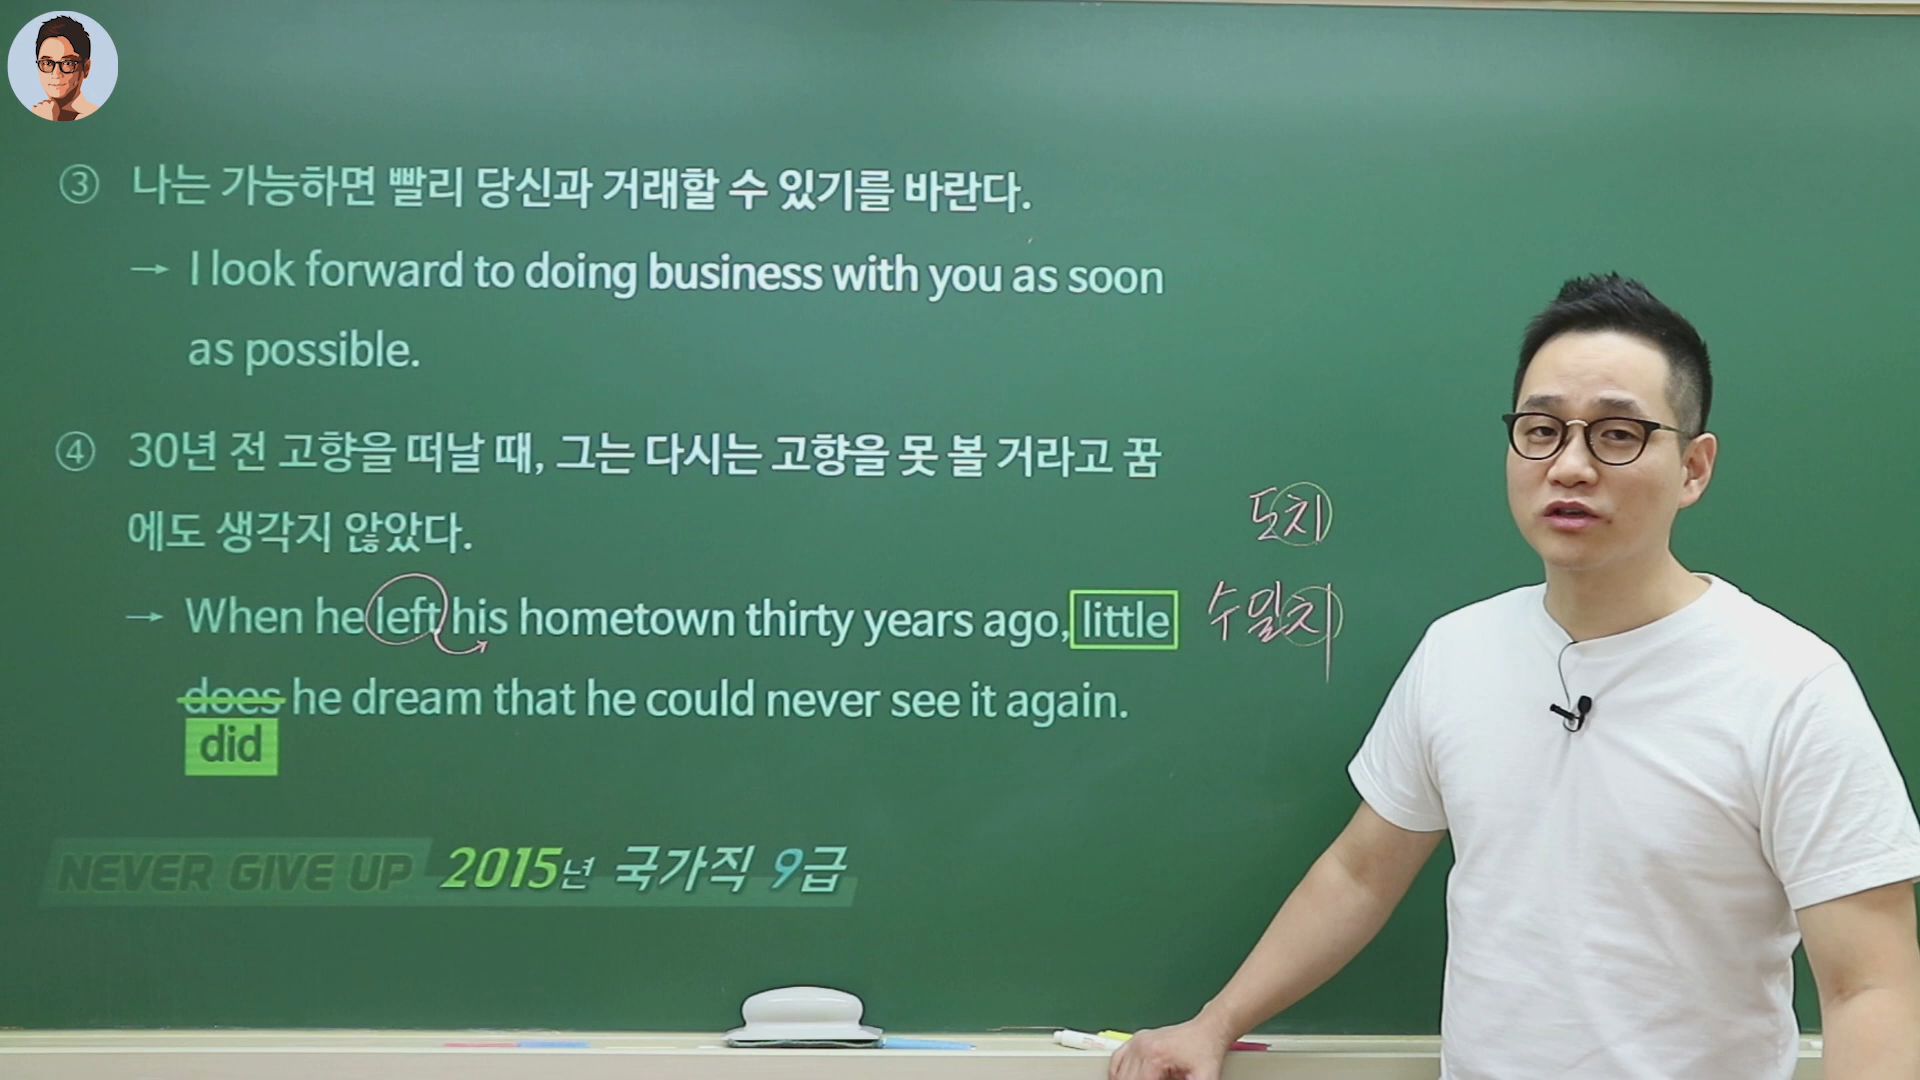 ③ 나는 가능하면 빨리 당신과 거래할 수 있기를 바란다.
→ I look forward to doing business with you as soon
as possible.
④ 30년 전 고향을 떠날 때, 그는 다시는 고향을 못 볼 거라고 꿈
에도 생각지 않았다.
도치
→ When he left his hometown thirty years ago, little 수일치
does he dream that he could never see it again.
did
NEVER GIVE UP 2015년 국가직 9급